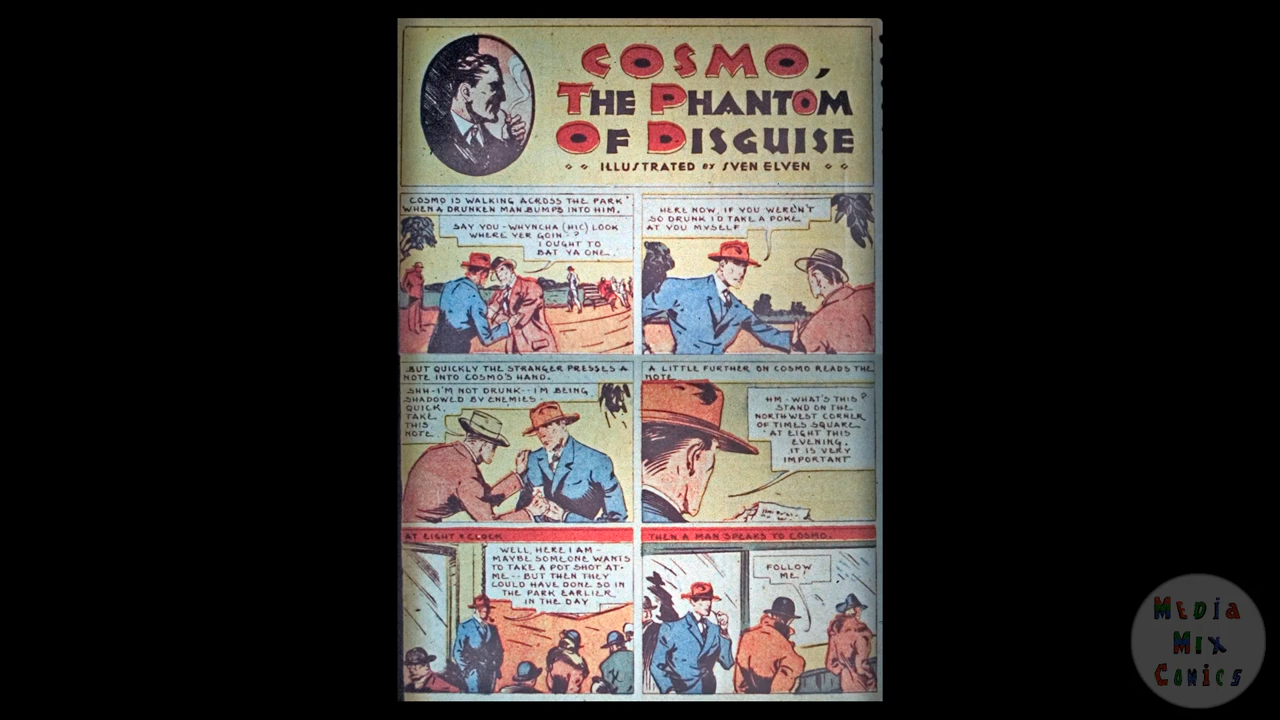 COSMO,
THE PHANTOM
OF DISGUISE
ILLUSTRATED BY SVEN ELVEN
COSMO IS WALKING ACROSS THE PARK
WHEN A DRUNKEN MAN BUMPS INTO HIM.
SAY YOU - WHYNCHA (HIC) LOOK
WHERE YER GOIN-?
I OUGHT TO
BAT YA ONE..
HERE NOW, IF YOU WEREN'T
SO DRUNK I'D TAKE A POKE
AT YOU MYSELF
BUT QUICKLY THE STRANGER PRESSES A
NOTE INTO COSMO'S HAND.
SHH-I'M NOT DRUNK-- I'M BEING
SHADOWED BY ENEMIES -
QUICK,
TAKE
THIS
NOTE.
A LITTLE FURTHER ON COSMO READS THE
NOTE.
HM - WHAT'S THIS?
STAND ON THE
NORTHWEST CORNER
OF TIMES SQUARE
AT EIGHT THIS
EVENING.
IT IS VERY
IMPORTANT
AT EIGHT O'CLOCK
WELL, HERE I AM -
MAYBE SOMEONE WANTS
TO TAKE A POT SHOT AT
ME -- BUT THEN THEY
COULD HAVE DONE SO IN
THE PARK EARLIER
IN THE DAY
THEN A MAN SPEAKS TO COSMO.
FOLLOW
ME,
MEDIA
MIX
COMICS